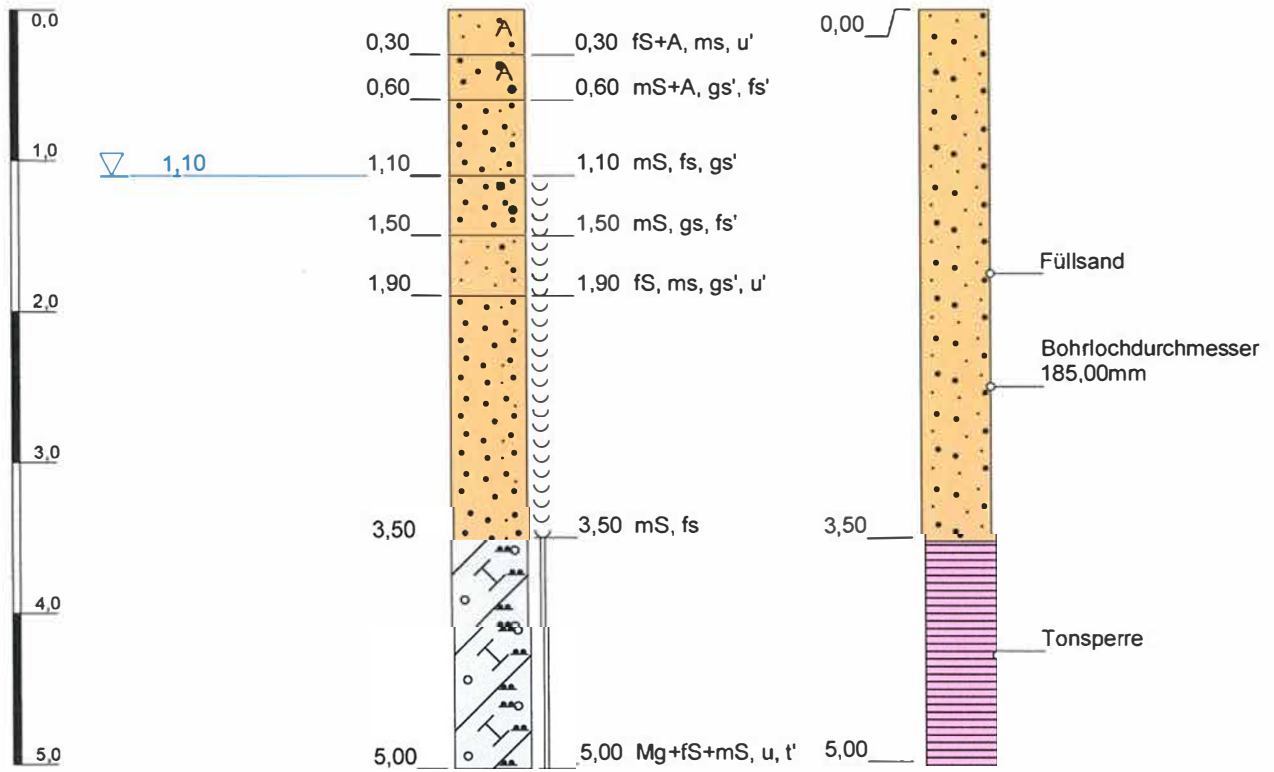 0,0
0,00
A
0,30
0,30 fS+A, ms, u'
A
0,60
0,60 mS+A, gs', fs'
1,0
1,10
1,10
1,10 mS, fs, gs'
1,50
1,50 mS, gs, fs'
Füllsand
1,90
1,90 fS, ms, gs', u'
2,0
Bohrlochdurchmesser
185,00mm
3,0
3,50
3,50 mS, fs
3,50
4,0
Tonsperre
5,0
5,00
5,00 Mg+fS+mS, u, t'
5,00